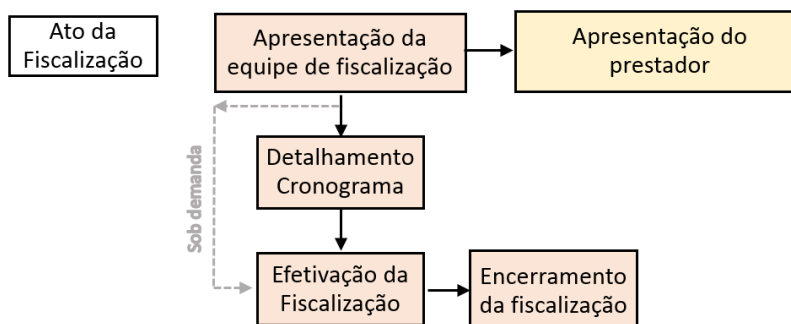 Ato da
Fiscalização
Apresentação da
equipe de fiscalização
Apresentação do
prestador
Sob demanda
Detalhamento
Cronograma
Efetivação da
Fiscalização
Encerramento
da fiscalização